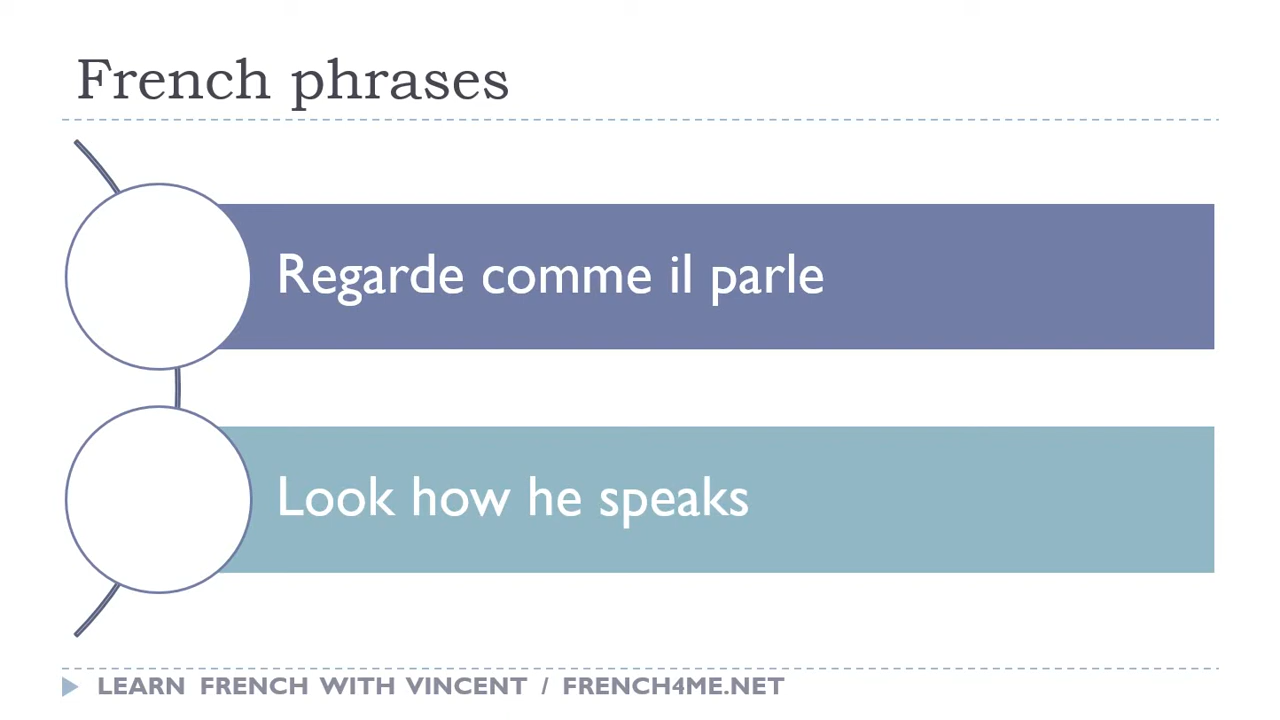 French phrases
Regarde comme il parle
Look how he speaks
LEARN FRENCH WITH VINCENT / FRENCH4ME.NET